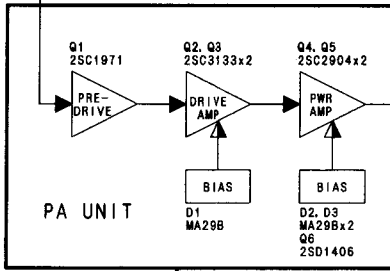 Q1
2SC1971
Q2, Q3
2SC3133x2
Q4, Q5
2SC2904x2
PRE-
DRIVE
DRIVE
AMP
PWR
AMP
BIAS
BIAS
PA UNIT
D1
MA29B
D2, D3
MA29Bx2
Q6
2SD1406